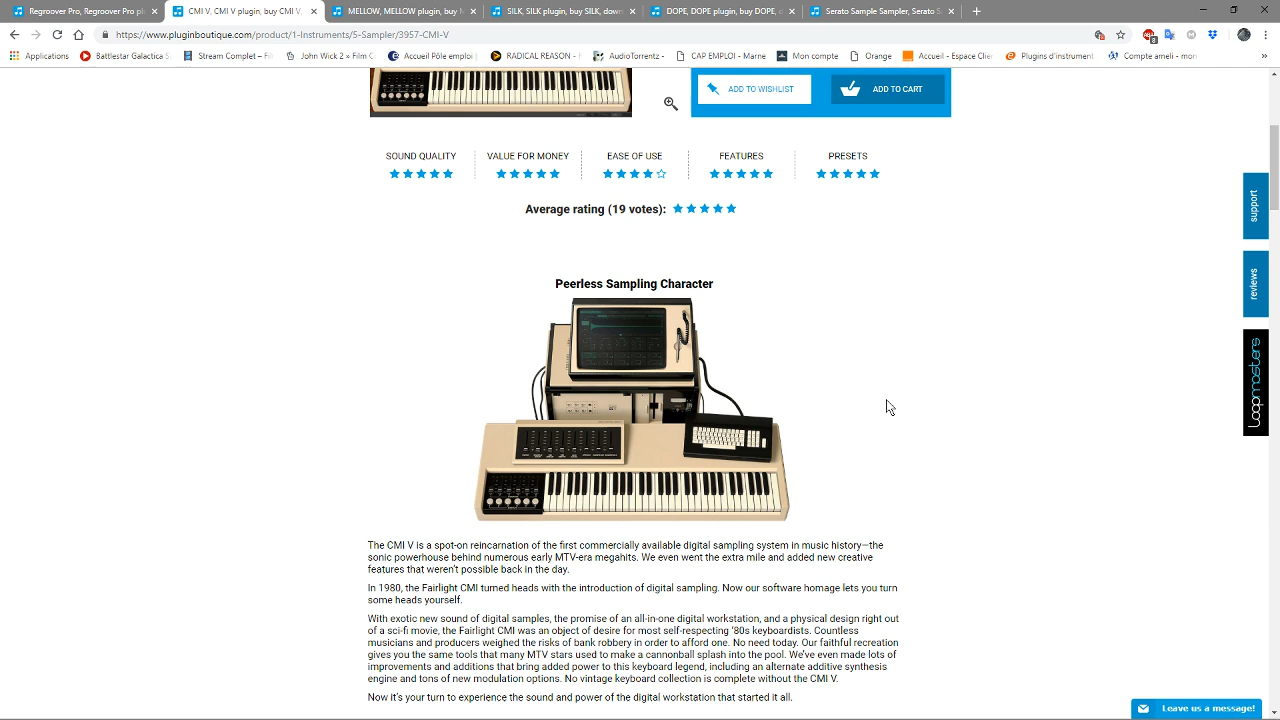 Regroover Pro, Regroover Pro pl
CMI V, CMI V plugin, buy CMI V,
MELLOW, MELLOW plugin, buy M
SILK, SILK plugin, buy SILK, down
DOPE, DOPE plugin, buy DOPE, d
Serato Sample Sampler, Serato S
https://www.pluginboutique.com/product/1-Instruments/5-Sampler/3957-CMI-V
Applications
Battlestar Galactica S
Stream Complet – Fil
John Wick 2 » Film C
Accueil Pôle emploi |
RADICAL REASON – F
AudioTorrentz -
CAP EMPLOI - Marne
Mon compte
Orange
Accueil - Espace Clie
Plugins d'instrument
Compte ameli - mon
»
ADD TO WISHLIST
ADD TO CART
SOUND QUALITY
VALUE FOR MONEY
EASE OF USE
FEATURES
PRESETS
Average rating (19 votes):
support
reviews
loopmasters
Peerless Sampling Character
The CMI V is a spot-on reincarnation of the first commercially available digital sampling system in music history—the
sonic powerhouse behind numerous early MTV-era megahits. We even went the extra mile and added new creative
features that weren't possible back in the day.
In 1980, the Fairlight CMI turned heads with the introduction of digital sampling. Now our software homage lets you turn
some heads yourself.
With exotic new sound of digital samples, the promise of an all-in-one digital workstation, and a physical design right out
of a sci-fi movie, the Fairlight CMI was an object of desire for most self-respecting '80s keyboardists. Countless
musicians and producers weighed the risks of bank robbery in order to afford one. No need today. Our faithful recreation
gives you the same tools that many MTV stars used to make a cannonball splash into the pool. We've even made lots of
improvements and additions that bring added power to this keyboard legend, including an alternate additive synthesis
engine and tons of new modulation options. No vintage keyboard collection is complete without the CMI V.
Now it's your turn to experience the sound and power of the digital workstation that started it all.
Leave us a message!